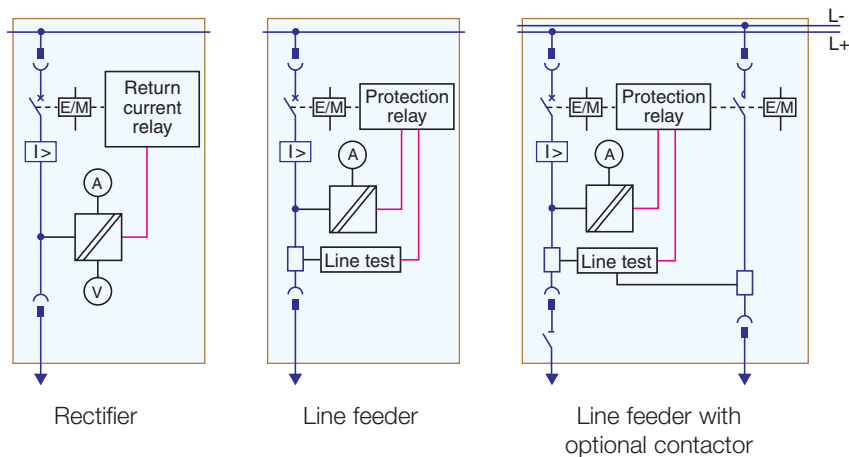 L-
L+
E/M
Return
current
relay
I>
A
V
Rectifier
E/M
Protection
relay
I>
A
Line test
Line feeder
E/M
Protection
relay
E/M
I>
A
Line test
Line feeder with
optional contactor